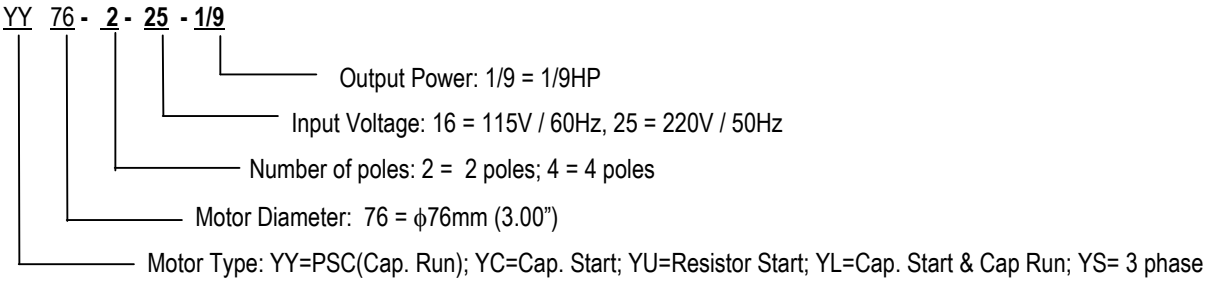 YY 76 - 2 - 25 - 1/9
Output Power: 1/9 = 1/9HP
Input Voltage: 16 = 115V / 60Hz, 25 = 220V / 50Hz
Number of poles: 2 = 2 poles; 4 = 4 poles
Motor Diameter: 76 = ϕ76mm (3.00”)
Motor Type: YY=PSC(Cap. Run); YC=Cap. Start; YU=Resistor Start; YL=Cap. Start & Cap Run; YS= 3 phase